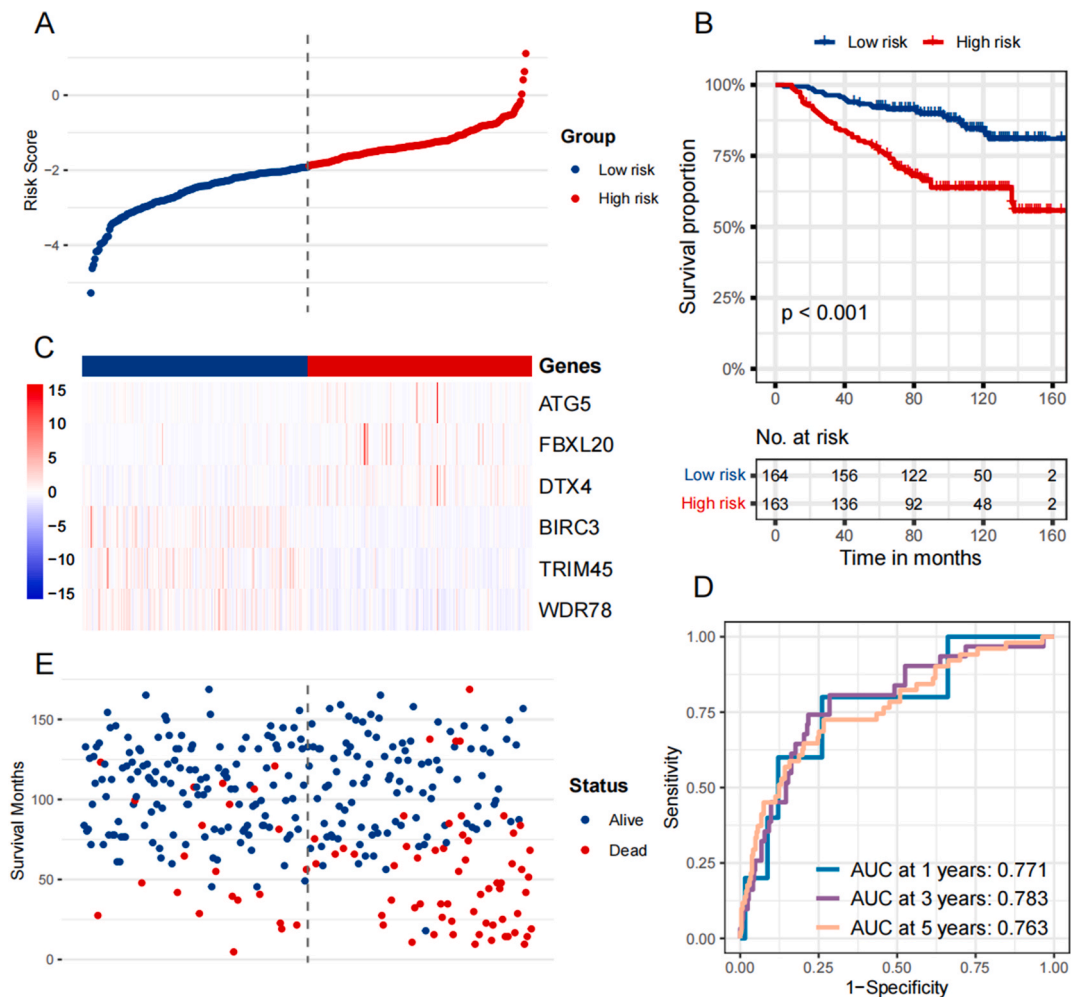 A
Risk Score
0
−2
−4
Group
Low risk
High risk
B
Low risk High risk
Survival proportion
100%
75%
50%
25%
0%
p < 0.001
0 40 80 120 160
No. at risk
Low risk 164 156 122 50 2
High risk 163 136 92 48 2
0 40 80 120 160
Time in months
C
15
10
5
0
−5
−10
−15
Genes
ATG5
FBXL20
DTX4
BIRC3
TRIM45
WDR78
D
Sensitivity
1.00
0.75
0.50
0.25
0.00
AUC at 1 years: 0.771
AUC at 3 years: 0.783
AUC at 5 years: 0.763
0.00 0.25 0.50 0.75 1.00
1−Specificity
E
Survival Months
150
100
50
0
Status
Alive
Dead